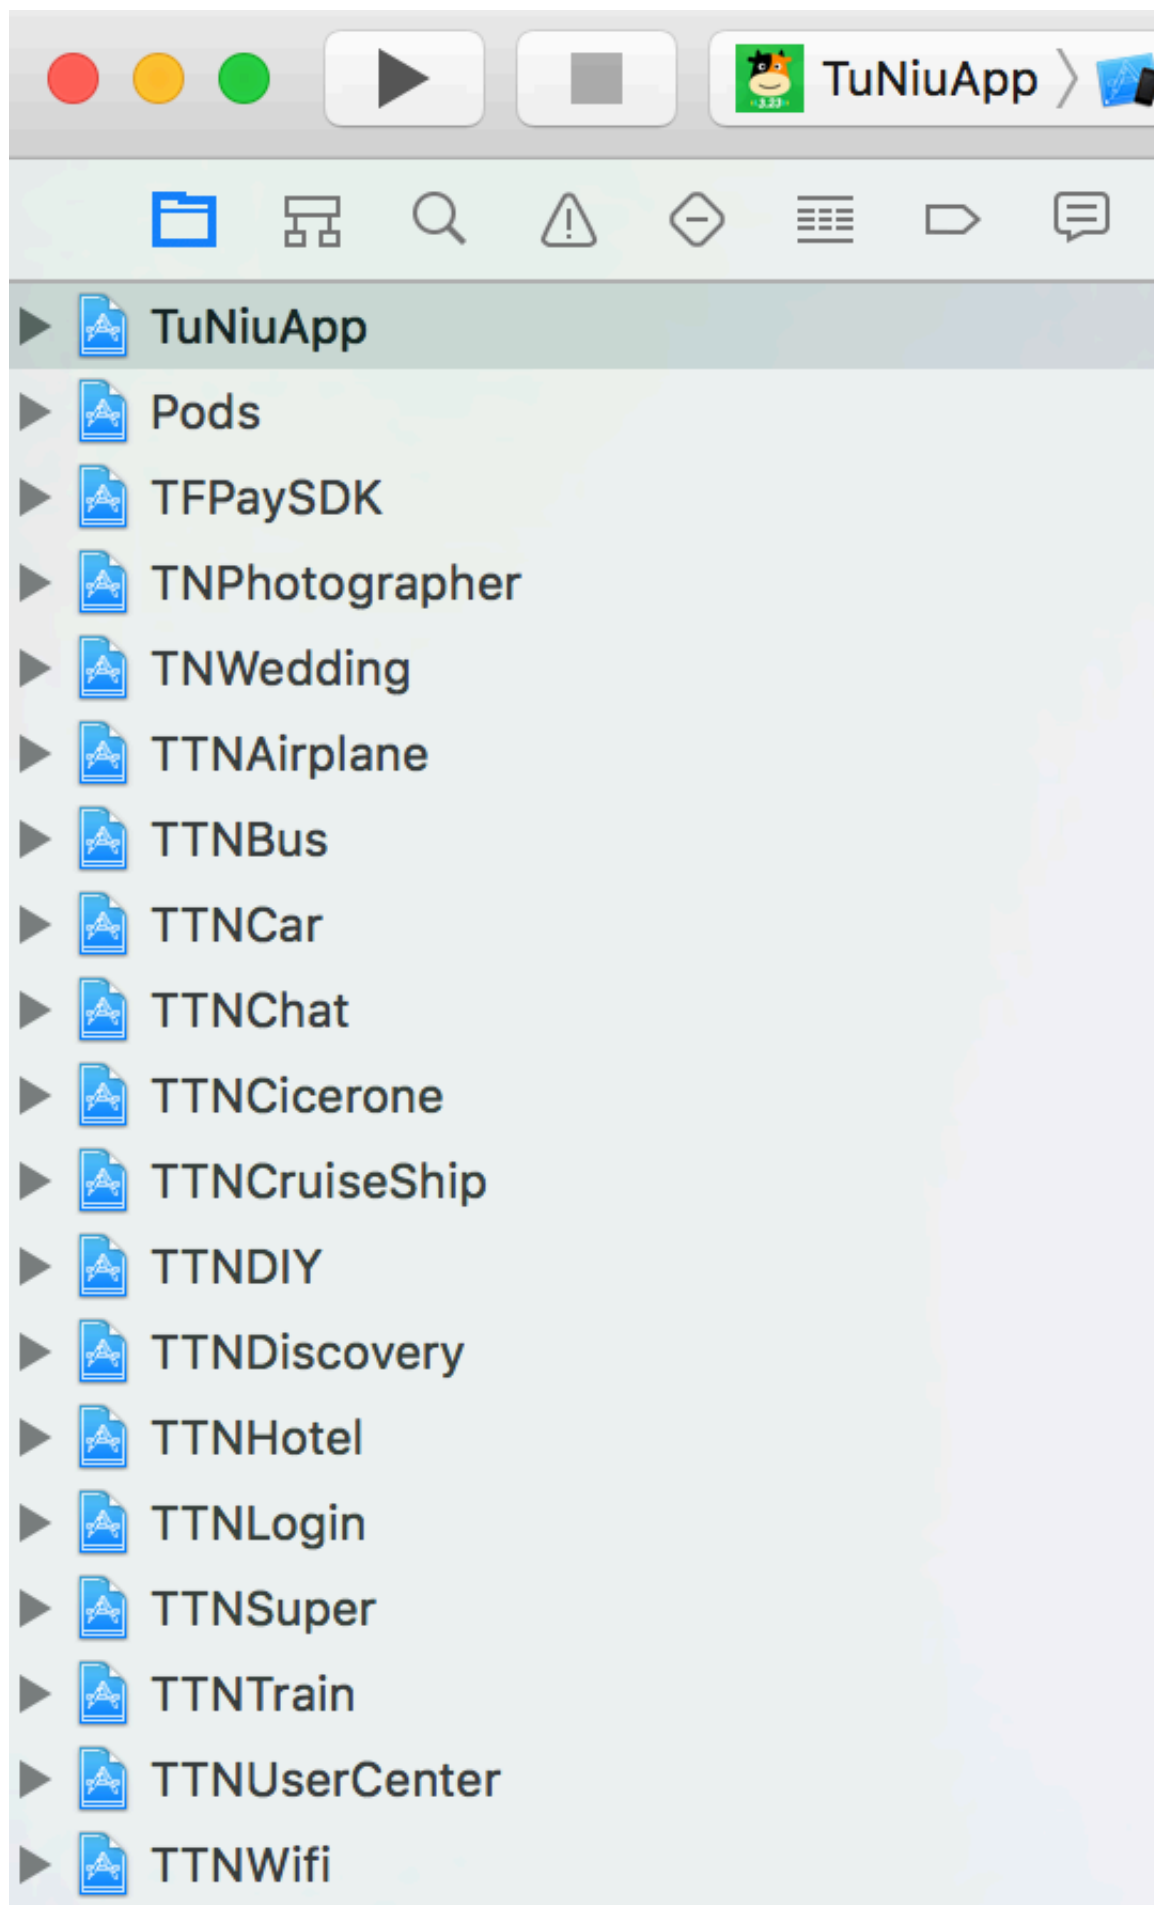 TuNiuApp
TuNiuApp
Pods
TFPaySDK
TNPhotographer
TNWedding
TTNAirplane
TTNBus
TTNCar
TTNChat
TTNCicerone
TTNCruiseShip
TTNDIY
TTNDiscovery
TTNHotel
TTNLogin
TTNSuper
TTNTrain
TTNUserCenter
TTNWifi